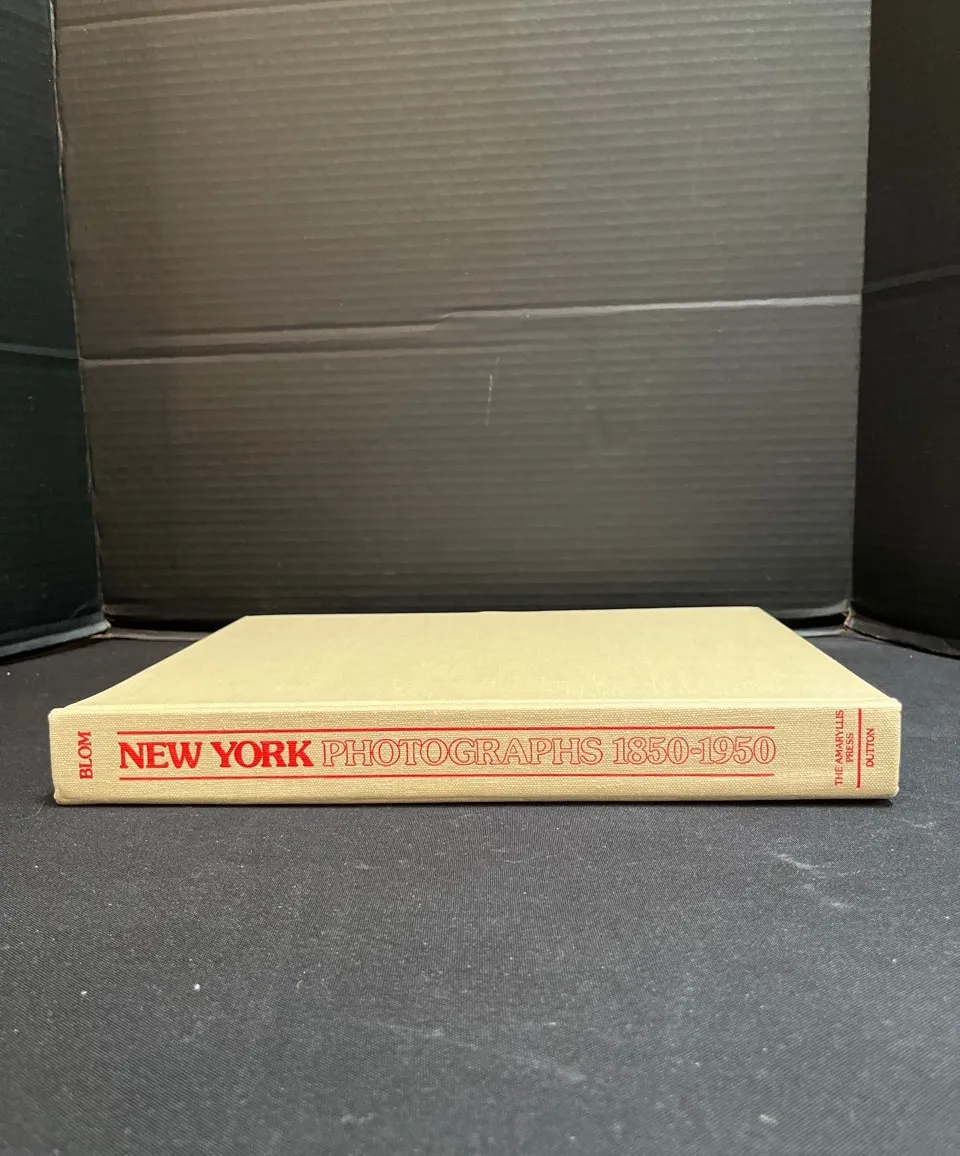 BLOM
NEW YORK PHOTOGRAPHS 1850-1950
THE AMARYLLIS
PRESS
DUTTON